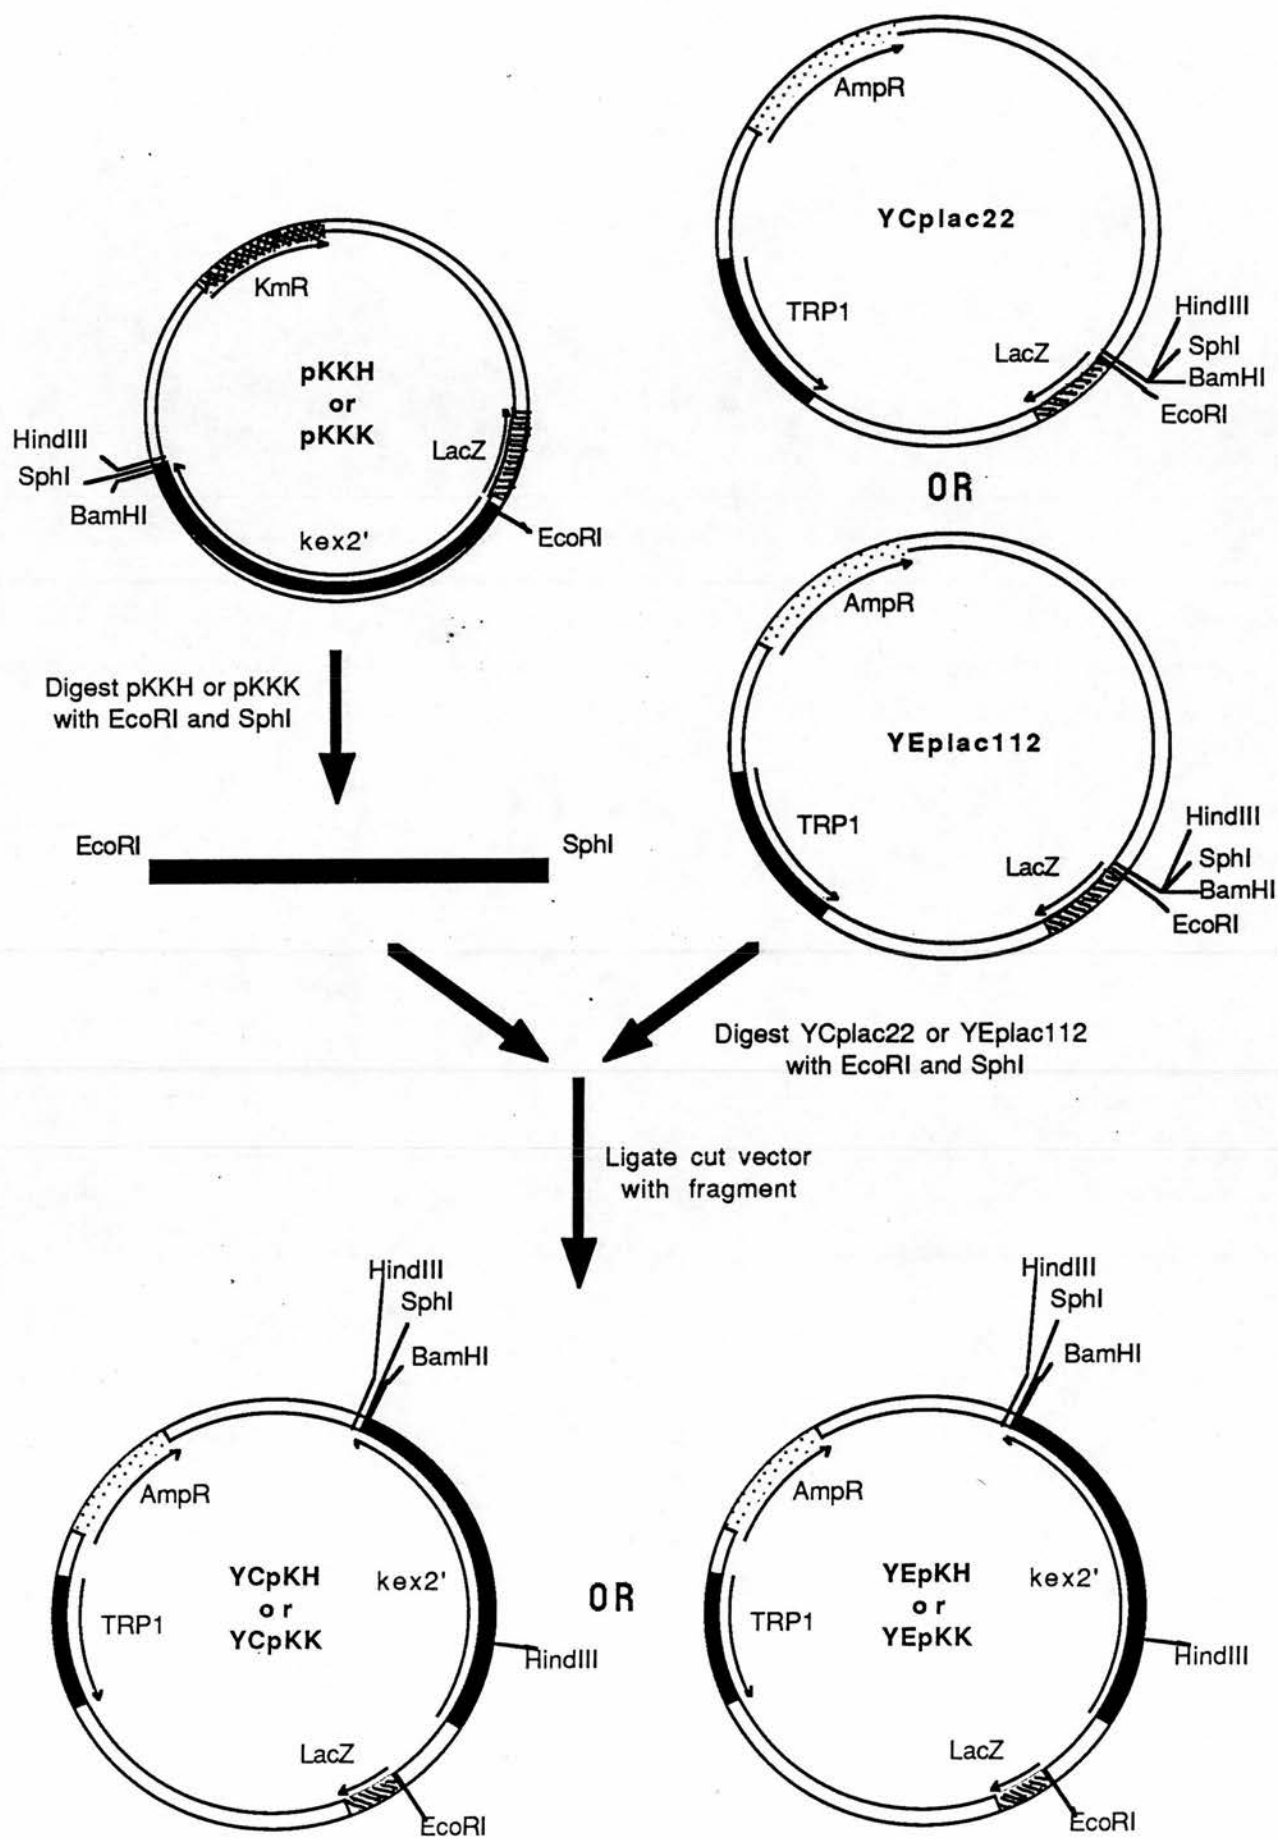 AmpR
YCplac22
TRP1
LacZ
HindIII
SphI
BamHI
EcoRI
KmR
pKKH
or
pKKK
LacZ
HindIII
SphI
BamHI
kex2'
EcoRI
OR
AmpR
YEplac112
TRP1
LacZ
HindIII
SphI
BamHI
EcoRI
Digest pKKH or pKKK
with EcoRI and SphI
EcoRI
SphI
Digest YCplac22 or YEplac112
with EcoRI and SphI
Ligate cut vector
with fragment
HindIII
SphI
BamHI
AmpR
YCpKH
or
YCpKK
kex2'
TRP1
HindIII
LacZ
EcoRI
OR
HindIII
SphI
BamHI
AmpR
YEpKH
or
YEpKK
kex2'
TRP1
HindIII
LacZ
EcoRI